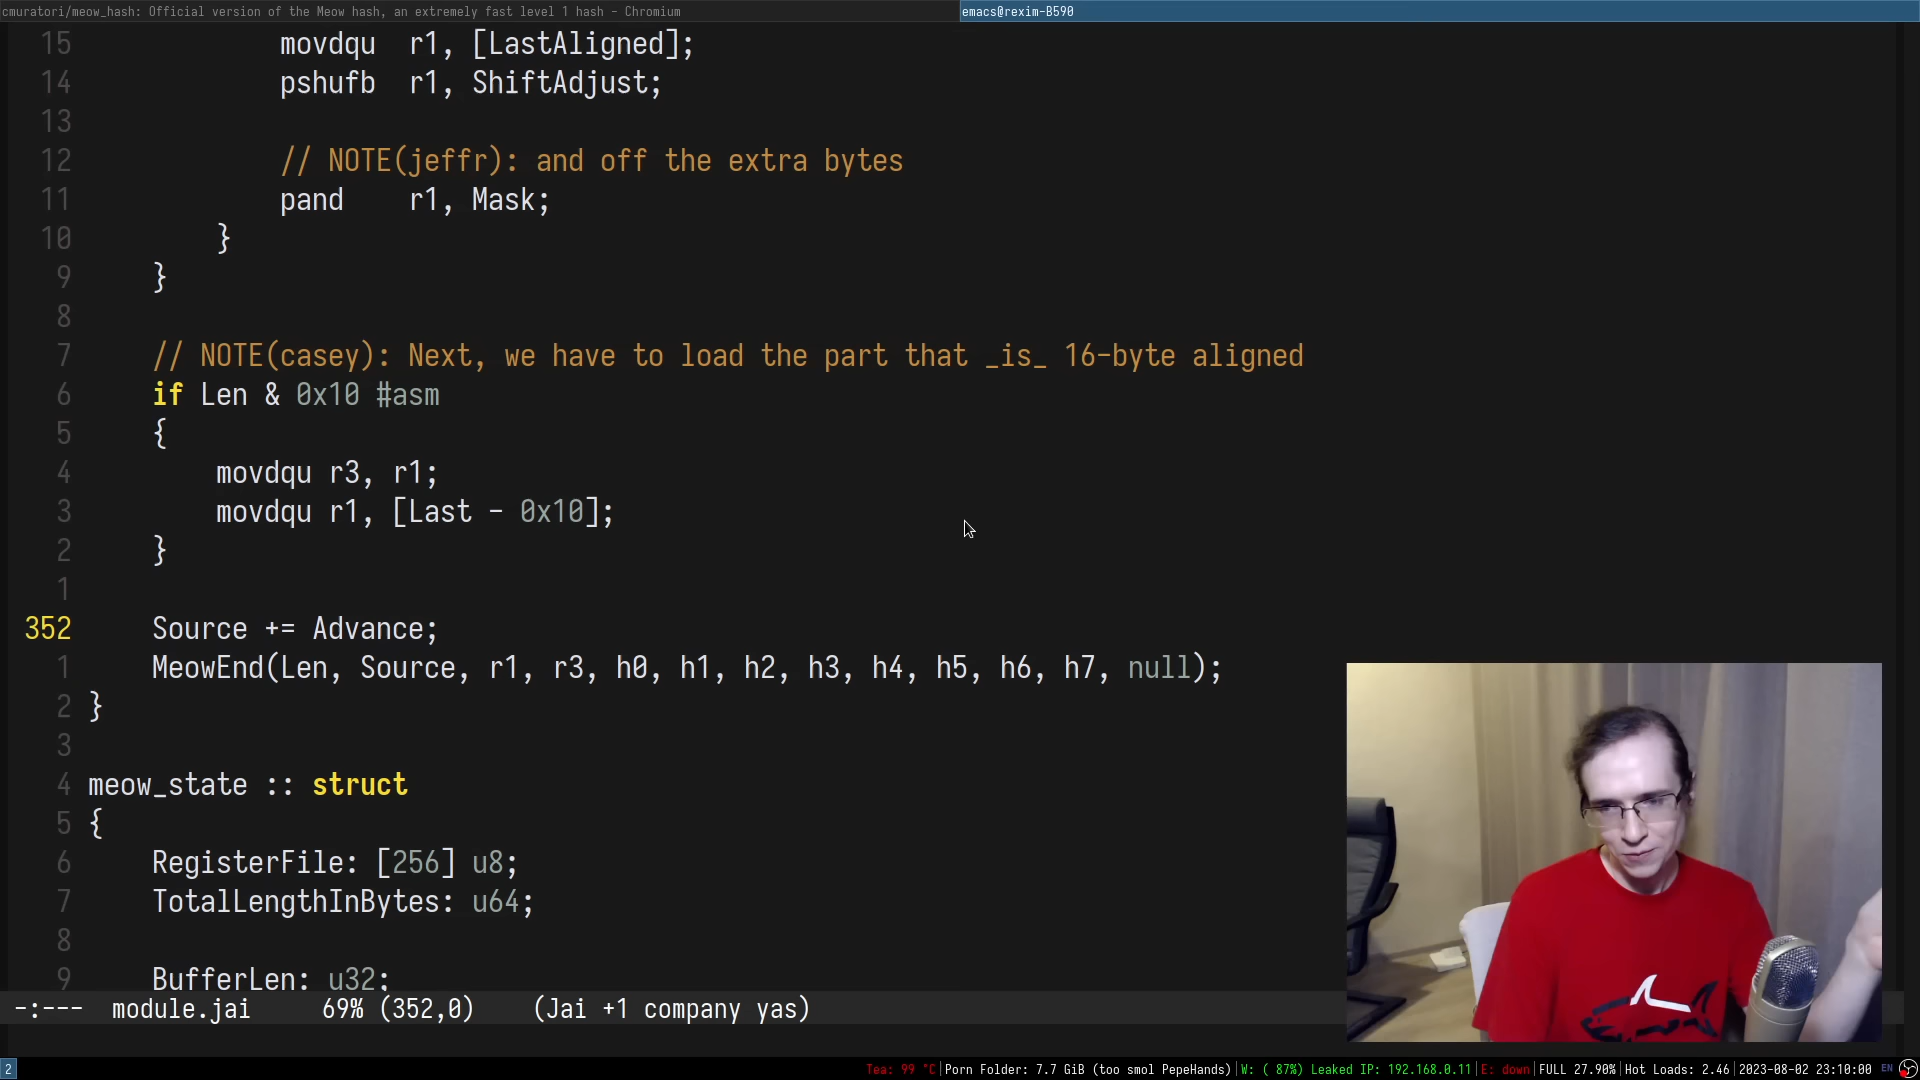 cmuratori/meow_hash: Official version of the Meow hash, an extremely fast level 1 hash - Chromium
emacs@rexim-B590
15 movdqu r1, [LastAligned];
14 pshufb r1, ShiftAdjust;
13
12 // NOTE(jeffr): and off the extra bytes
11 pand r1, Mask;
10 }
9 }
8
7 // NOTE(casey): Next, we have to load the part that _is_ 16-byte aligned
6 if Len & 0x10 #asm
5 {
4 movdqu r3, r1;
3 movdqu r1, [Last - 0x10];
2 }
1
352 Source += Advance;
1 MeowEnd(Len, Source, r1, r3, h0, h1, h2, h3, h4, h5, h6, h7, null);
2 }
3
4 meow_state :: struct
5 {
6 RegisterFile: [256] u8;
7 TotalLengthInBytes: u64;
8
9 BufferLen: u32;
-:--- module.jai 69% (352,0) (Jai +1 company yas)
2 Tea: 99 °C|Porn Folder: 7.7 GiB (too smol PepeHands)|W: ( 87%) Leaked IP: 192.168.0.11|E: down|FULL 27.90%|Hot Loads: 2.46|2023-08-02 23:10:00 EN